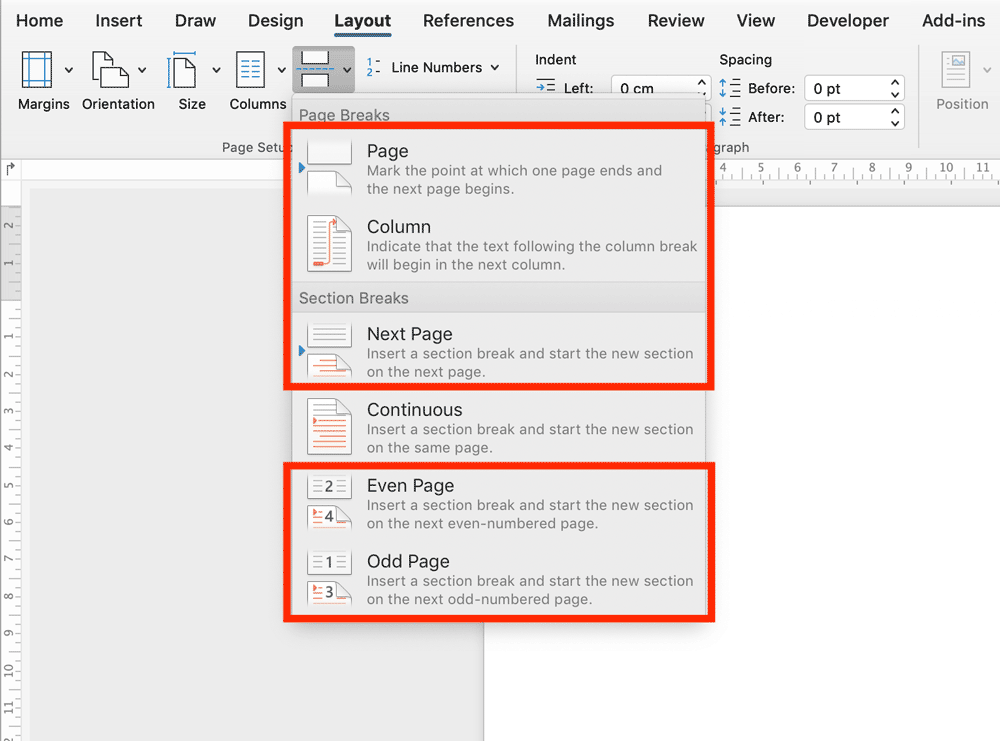 Home Insert Draw Design Layout References Mailings Review View Developer Add-ins
Margins Orientation Size Columns Line Numbers
Indent Spacing
Left: 0 cm Before: 0 pt
After: 0 pt
Position
Page Setu
agraph
Page Breaks
Page
Mark the point at which one page ends and
the next page begins.
Column
Indicate that the text following the column break
will begin in the next column.
Section Breaks
Next Page
Insert a section break and start the new section
on the next page.
Continuous
Insert a section break and start the new section
on the same page.
Even Page
Insert a section break and start the new section
on the next even-numbered page.
Odd Page
Insert a section break and start the new section
on the next odd-numbered page.
1
2
2
4
1
3
4 5 6 7 8 9 10 11
2
1
1
2
3
4
5
6
7
8
9
10
11